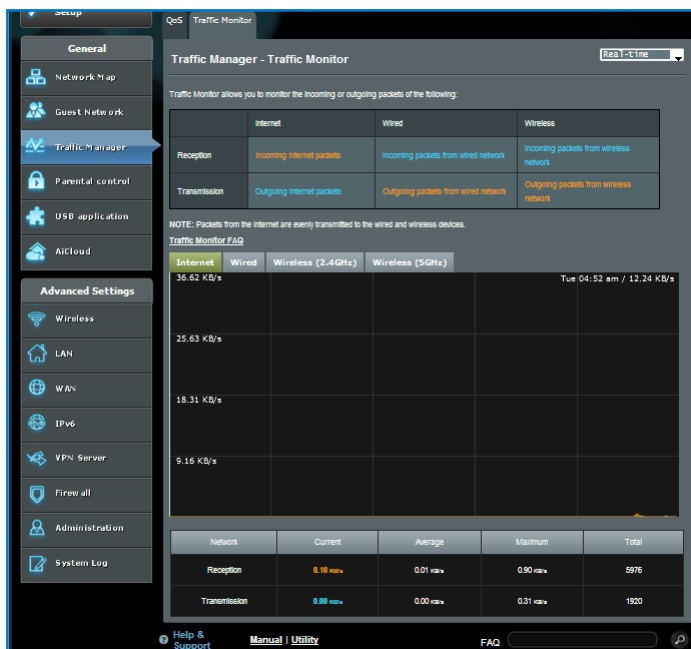 Setup
General
Network Map
Guest Network
Traffic Manager
Parental control
USB application
AiCloud
Advanced Settings
Wireless
LAN
WAN
IPv6
VPN Server
Firewall
Administration
System Log
QoS Traffic Monitor
Traffic Manager - Traffic Monitor
Real-time
Traffic Monitor allows you to monitor the incoming or outgoing packets of the following:
Internet Wired Wireless
Reception Incoming Internet packets Incoming packets from wired network Incoming packets from wireless network
Transmission Outgoing Internet packets Outgoing packets from wired network Outgoing packets from wireless network
NOTE: Packets from the Internet are evenly transmitted to the wired and wireless devices.
Traffic Monitor FAQ
Internet Wired Wireless (2.4GHz) Wireless (5GHz)
36.62 KB/s Tue 04:52 am / 12.24 KB/s
25.63 KB/s
18.31 KB/s
9.16 KB/s
Network Current Average Maximum Total
Reception 0.10 KB/s 0.01 KB/s 0.90 KB/s 5976
Transmission 0.00 KB/s 0.00 KB/s 0.31 KB/s 1920
Help & Support Manual | Utility FAQ